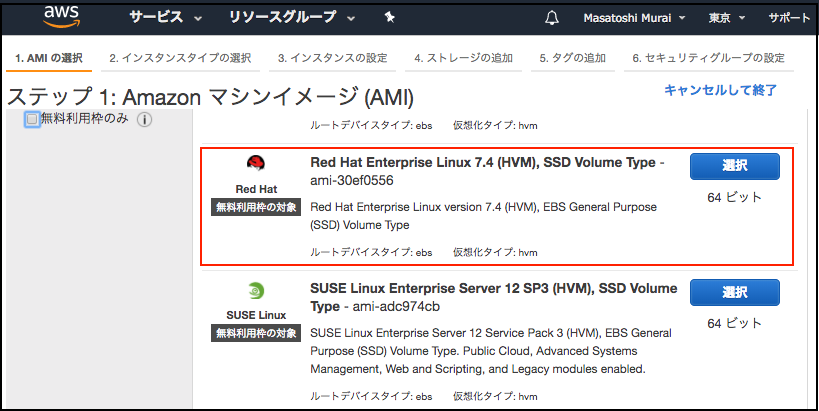 aws サービス リソースグループ Masatoshi Murai 東京 サポート
1. AMI の選択 2. インスタンスタイプの選択 3. インスタンスの設定 4. ストレージの追加 5. タグの追加 6. セキュリティグループの設定
ステップ 1: Amazon マシンイメージ (AMI) キャンセルして終了
無料利用枠のみ i
ルートデバイスタイプ: ebs 仮想化タイプ: hvm
Red Hat
無料利用枠の対象
Red Hat Enterprise Linux 7.4 (HVM), SSD Volume Type -
ami-30ef0556
Red Hat Enterprise Linux version 7.4 (HVM), EBS General Purpose
(SSD) Volume Type
ルートデバイスタイプ: ebs 仮想化タイプ: hvm
選択
64 ビット
SUSE Linux
無料利用枠の対象
SUSE Linux Enterprise Server 12 SP3 (HVM), SSD Volume
Type - ami-adc974cb
SUSE Linux Enterprise Server 12 Service Pack 3 (HVM), EBS General
Purpose (SSD) Volume Type. Public Cloud, Advanced Systems
Management, Web and Scripting, and Legacy modules enabled.
ルートデバイスタイプ: ebs 仮想化タイプ: hvm
選択
64 ビット